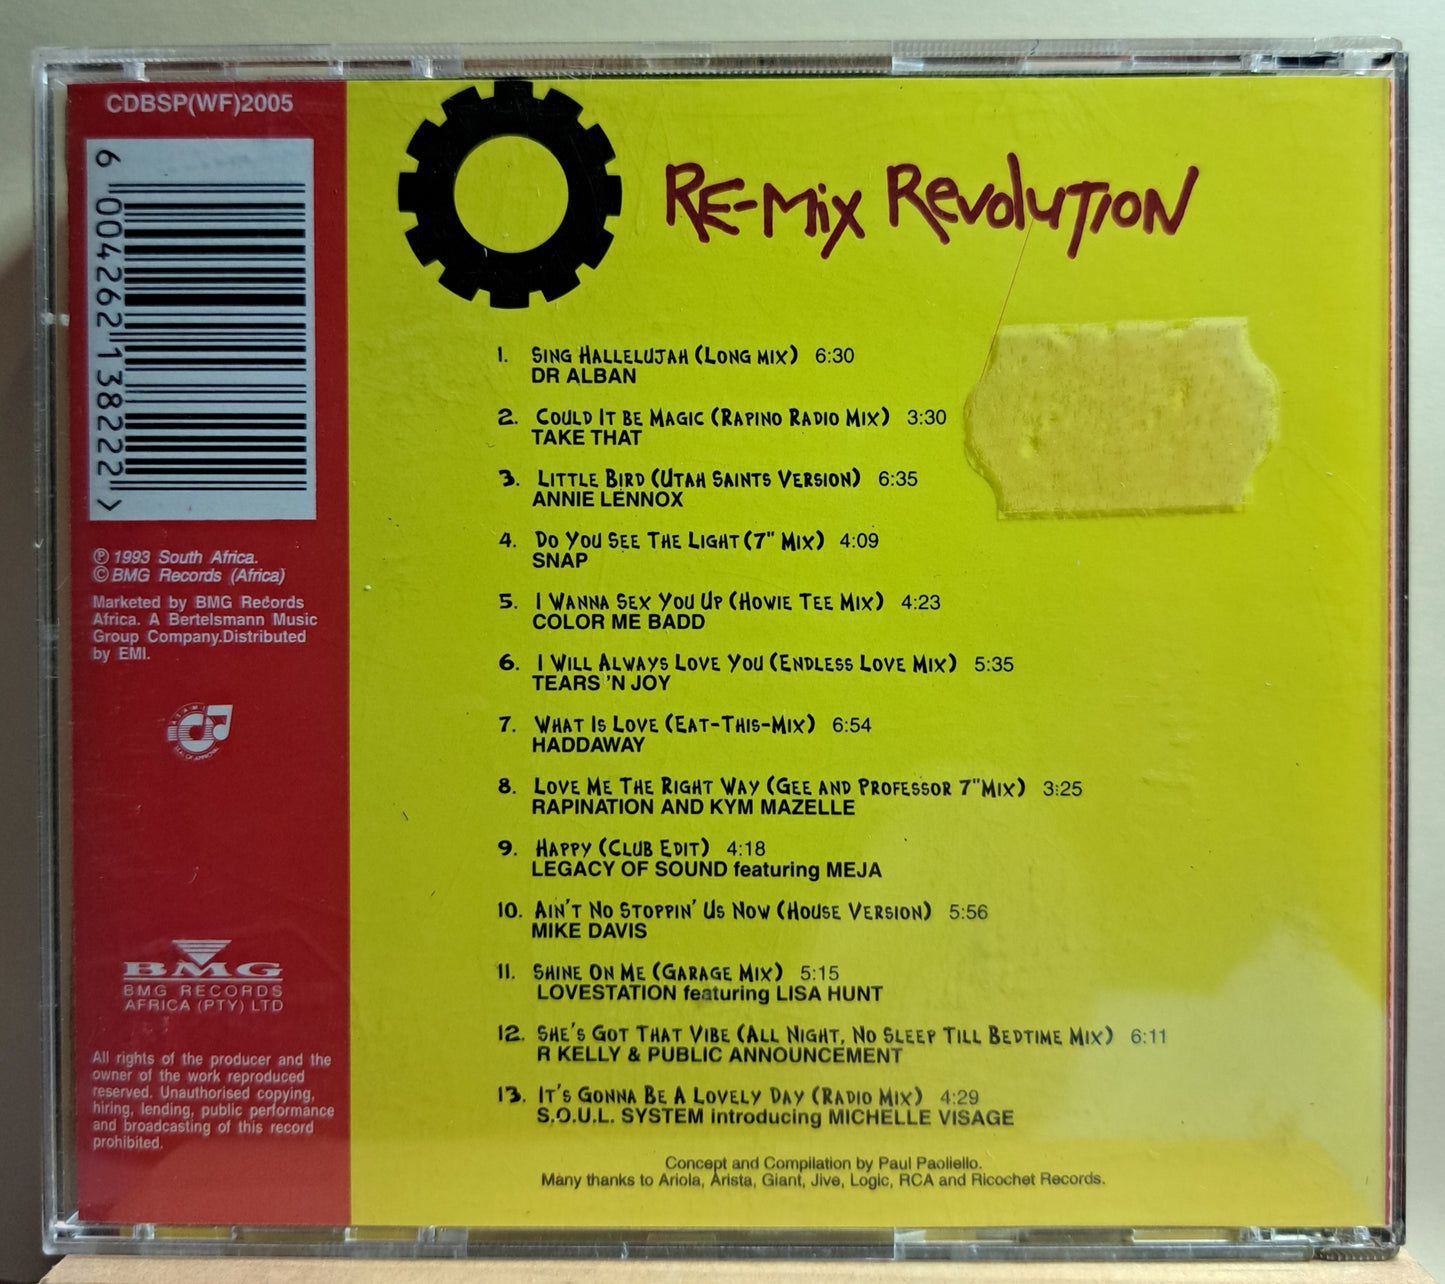 CDBSP(WF)2005
6 004262 138222 >
℗ 1993 South Africa.
© BMG Records (Africa)
Marketed by BMG Records
Africa. A Bertelsmann Music
Group Company.Distributed
by EMI.
BMG
BMG RECORDS
AFRICA (PTY) LTD
All rights of the producer and the
owner of the work reproduced
reserved. Unauthorised copying,
hiring, lending, public performance
and broadcasting of this record
prohibited.
RE-MIX REVOLUTION
1. SING HALLELUJAH (LONG MIX) 6:30
DR ALBAN
2. COULD IT BE MAGIC (RAPINO RADIO MIX) 3:30
TAKE THAT
3. LITTLE BIRD (UTAH SAINTS VERSION) 6:35
ANNIE LENNOX
4. DO YOU SEE THE LIGHT (7" MIX) 4:09
SNAP
5. I WANNA SEX YOU UP (HOWIE TEE MIX) 4:23
COLOR ME BADD
6. I WILL ALWAYS LOVE YOU (ENDLESS LOVE MIX) 5:35
TEARS 'N JOY
7. WHAT IS LOVE (EAT-THIS-MIX) 6:54
HADDAWAY
8. LOVE ME THE RIGHT WAY (GEE AND PROFESSOR 7"MIX) 3:25
RAPINATION AND KYM MAZELLE
9. HAPPY (CLUB EDIT) 4:18
LEGACY OF SOUND featuring MEJA
10. AIN'T NO STOPPIN' US NOW (HOUSE VERSION) 5:56
MIKE DAVIS
11. SHINE ON ME (GARAGE MIX) 5:15
LOVESTATION featuring LISA HUNT
12. SHE'S GOT THAT VIBE (ALL NIGHT, NO SLEEP TILL BEDTIME MIX) 6:11
R KELLY & PUBLIC ANNOUNCEMENT
13. IT'S GONNA BE A LOVELY DAY (RADIO MIX) 4:29
S.O.U.L. SYSTEM introducing MICHELLE VISAGE
Concept and Compilation by Paul Paoliello.
Many thanks to Ariola, Arista, Giant, Jive, Logic, RCA and Ricochet Records.